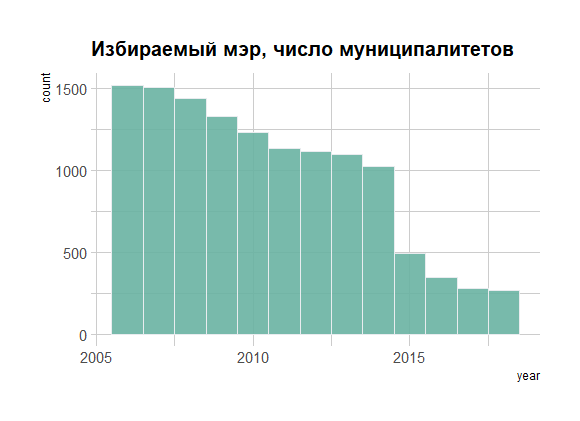 Избираемый мэр, число муниципалитетов
count
1500
1000
500
0
2005
2010
2015
year